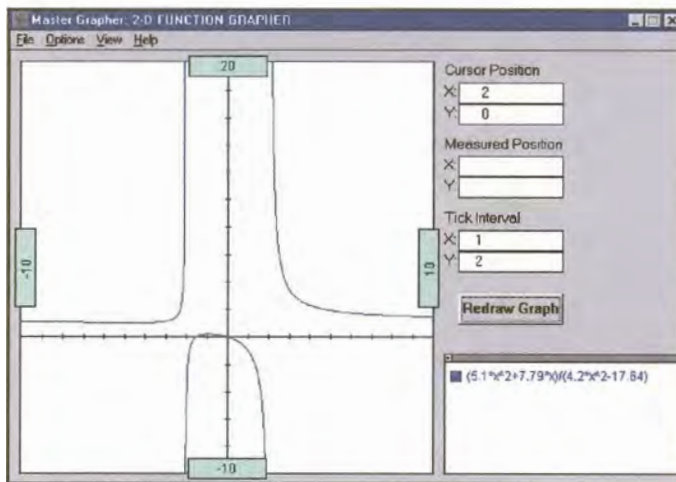 Master Grapher: 2-D FUNCTION GRAPHER
File Options View Help
20
-10
10
-10
Cursor Position
X: 2
Y: 0
Measured Position
X:
Y:
Tick Interval
X: 1
Y: 2
Redraw Graph
(5.1*x^2+7.79*x)/(4.2*x^2-17.64)